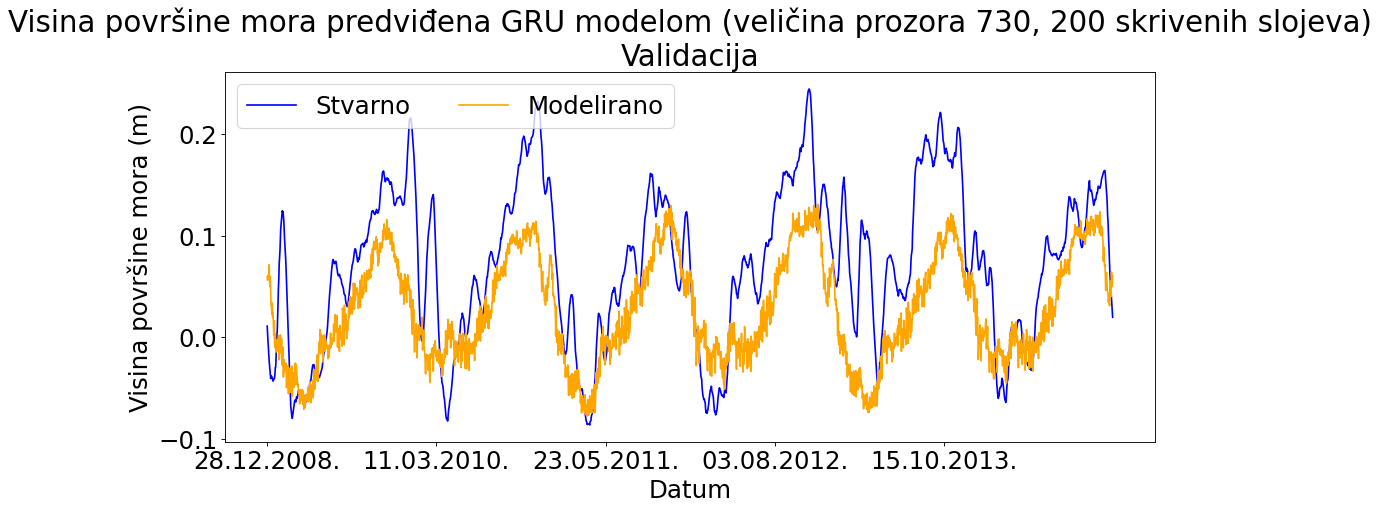 Visina površine mora predviđena GRU modelom (veličina prozora 730, 200 skrivenih slojeva)
Validacija
Stvarno
Modelirano
Visina površine mora (m)
0.2
0.1
0.0
−0.1
28.12.2008.
11.03.2010.
23.05.2011.
03.08.2012.
15.10.2013.
Datum